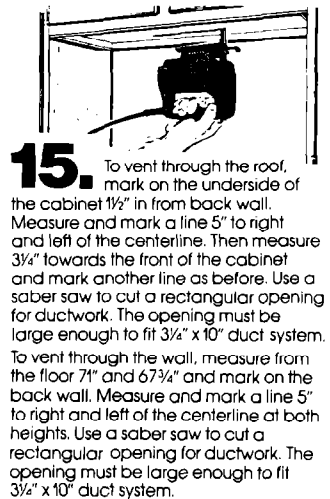 15. To vent through the roof,
mark on the underside of
the cabinet 1½" in from back wall.
Measure and mark a line 5" to right
and left of the centerline. Then measure
3¼" towards the front of the cabinet
and mark another line as before. Use a
saber saw to cut a rectangular opening
for ductwork. The opening must be
large enough to fit 3¼" x 10" duct system.
To vent through the wall, measure from
the floor 71" and 67¾" and mark on the
back wall. Measure and mark a line 5"
to right and left of the centerline at both
heights. Use a saber saw to cut a
rectangular opening for ductwork. The
opening must be large enough to fit
3¼" x 10" duct system.